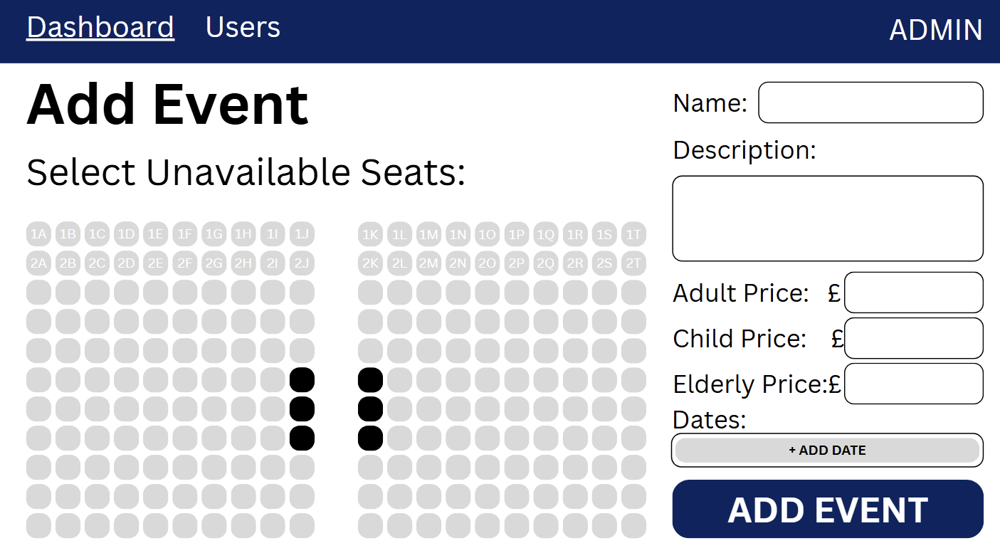 Dashboard Users ADMIN
Add Event
Select Unavailable Seats:
1A 1B 1C 1D 1E 1F 1G 1H 1I 1J 1K 1L 1M 1N 1O 1P 1Q 1R 1S 1T
2A 2B 2C 2D 2E 2F 2G 2H 2I 2J 2K 2L 2M 2N 2O 2P 2Q 2R 2S 2T
Name:
Description:
Adult Price: £
Child Price: £
Elderly Price:£
Dates:
+ ADD DATE
ADD EVENT